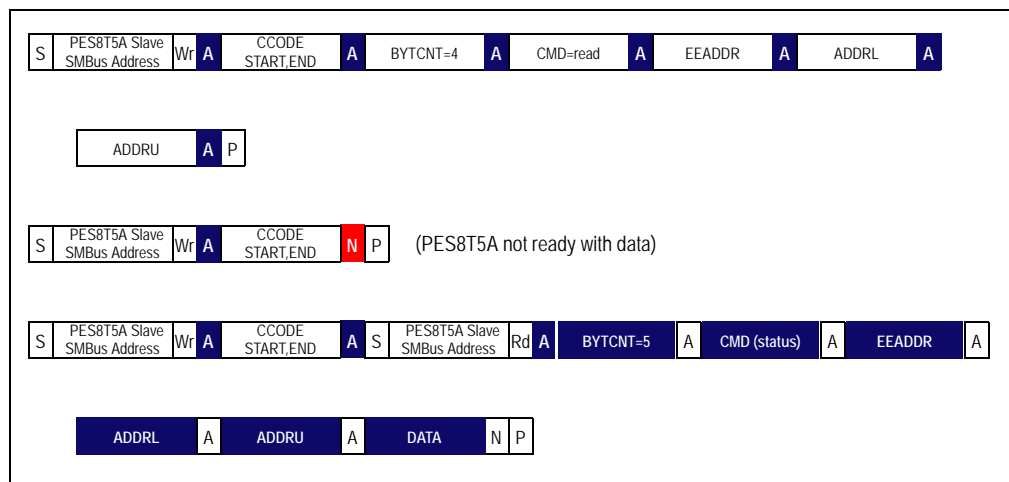 S PES8T5A Slave SMBus Address Wr A CCODE START,END A BYTCNT=4 A CMD=read A EEADDR A ADDRL A
ADDRU A P
S PES8T5A Slave SMBus Address Wr A CCODE START,END N P (PES8T5A not ready with data)
S PES8T5A Slave SMBus Address Wr A CCODE START,END A S PES8T5A Slave SMBus Address Rd A BYTCNT=5 A CMD (status) A EEADDR A
ADDRL A ADDRU A DATA N P